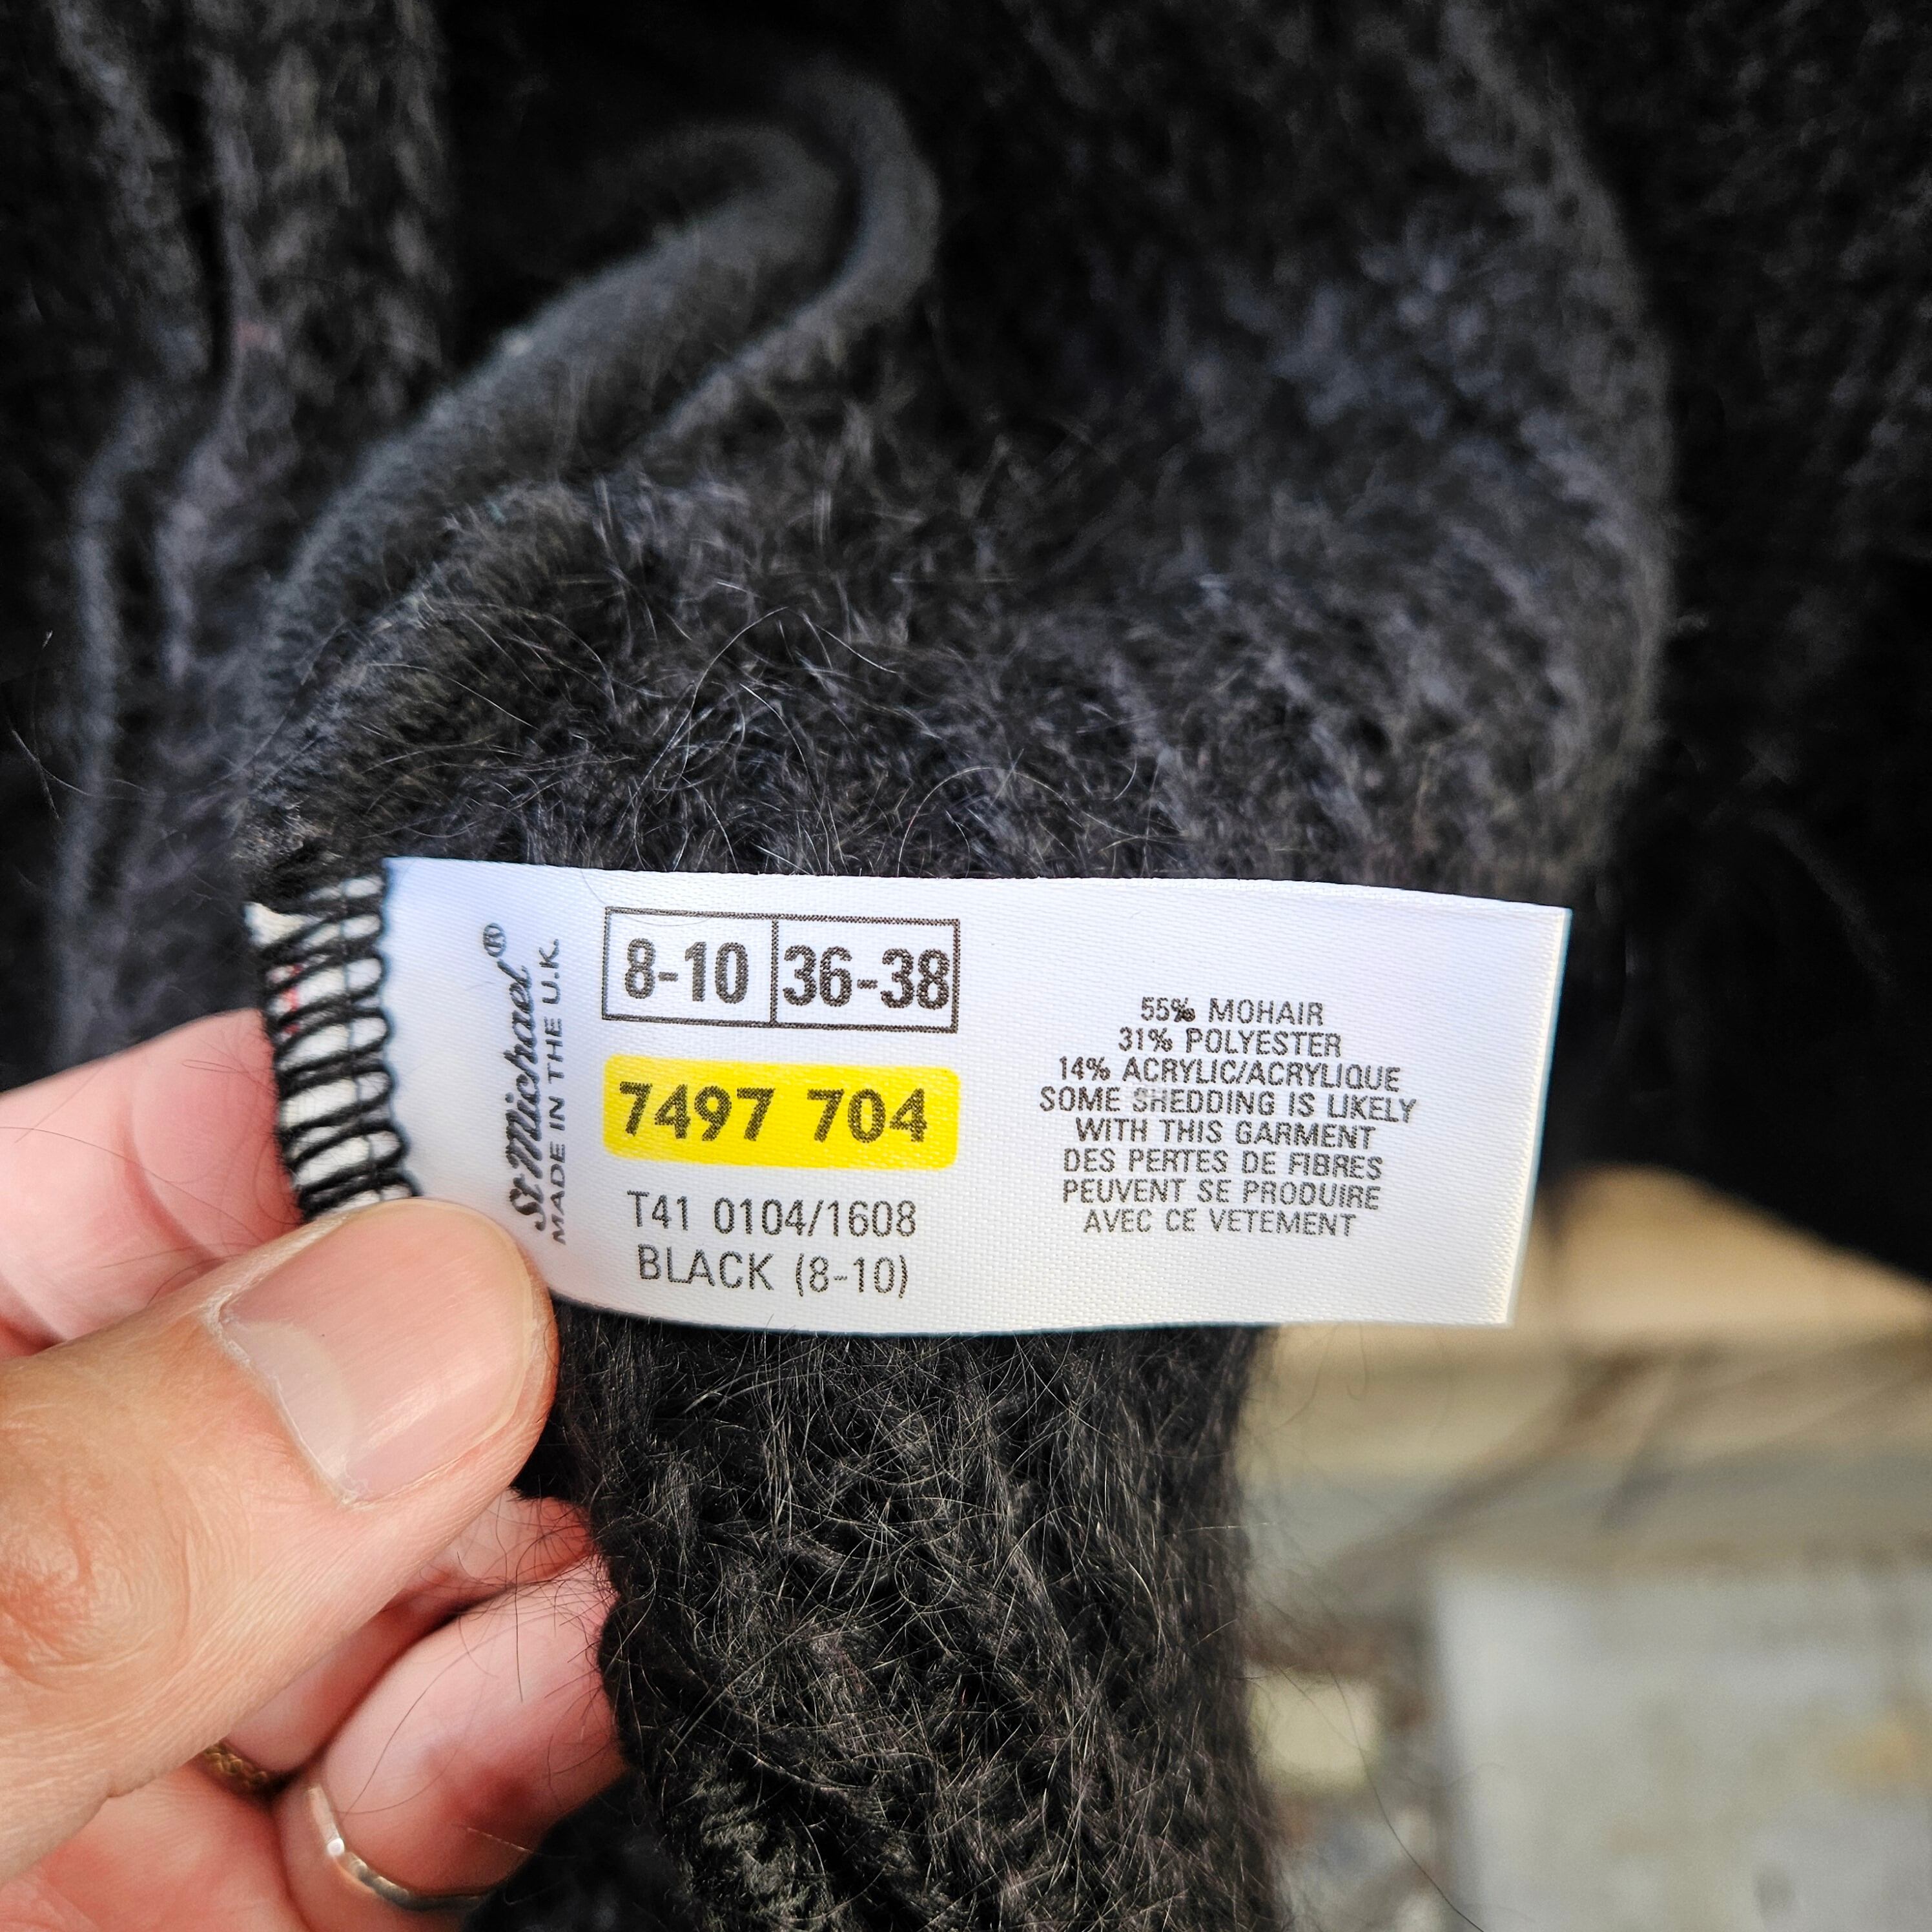 St Michael®
MADE IN THE U.K.
8-10 36-38
7497 704
T41 0104/1608
BLACK (8-10)
55% MOHAIR
31% POLYESTER
14% ACRYLIC/ACRYLIQUE
SOME SHEDDING IS LIKELY
WITH THIS GARMENT
DES PERTES DE FIBRES
PEUVENT SE PRODUIRE
AVEC CE VETEMENT